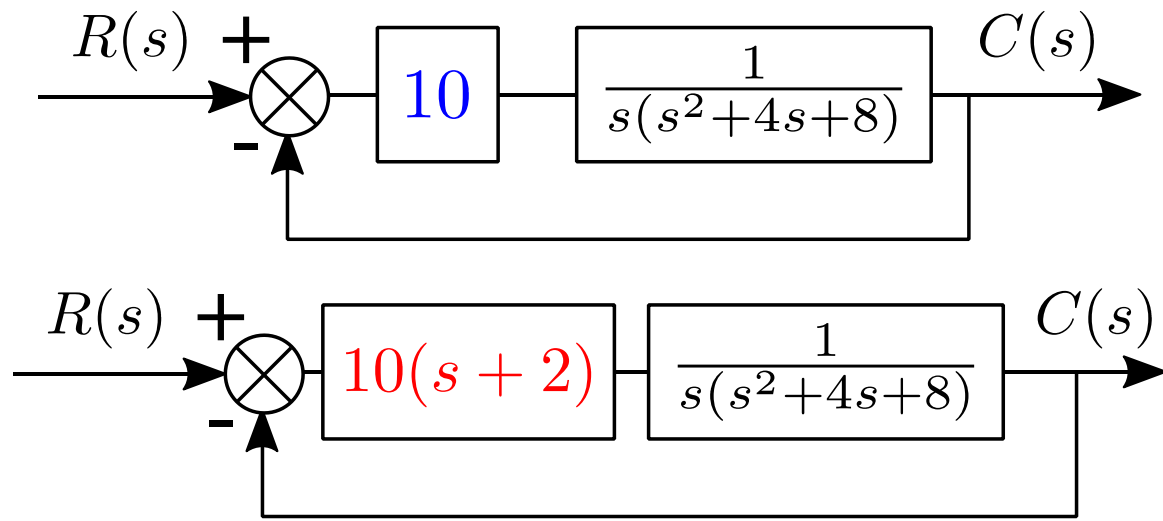 R(s) + 10 1 C(s)
s(s²+4s+8)
-
R(s) + 10(s + 2) 1 C(s)
s(s²+4s+8)
-